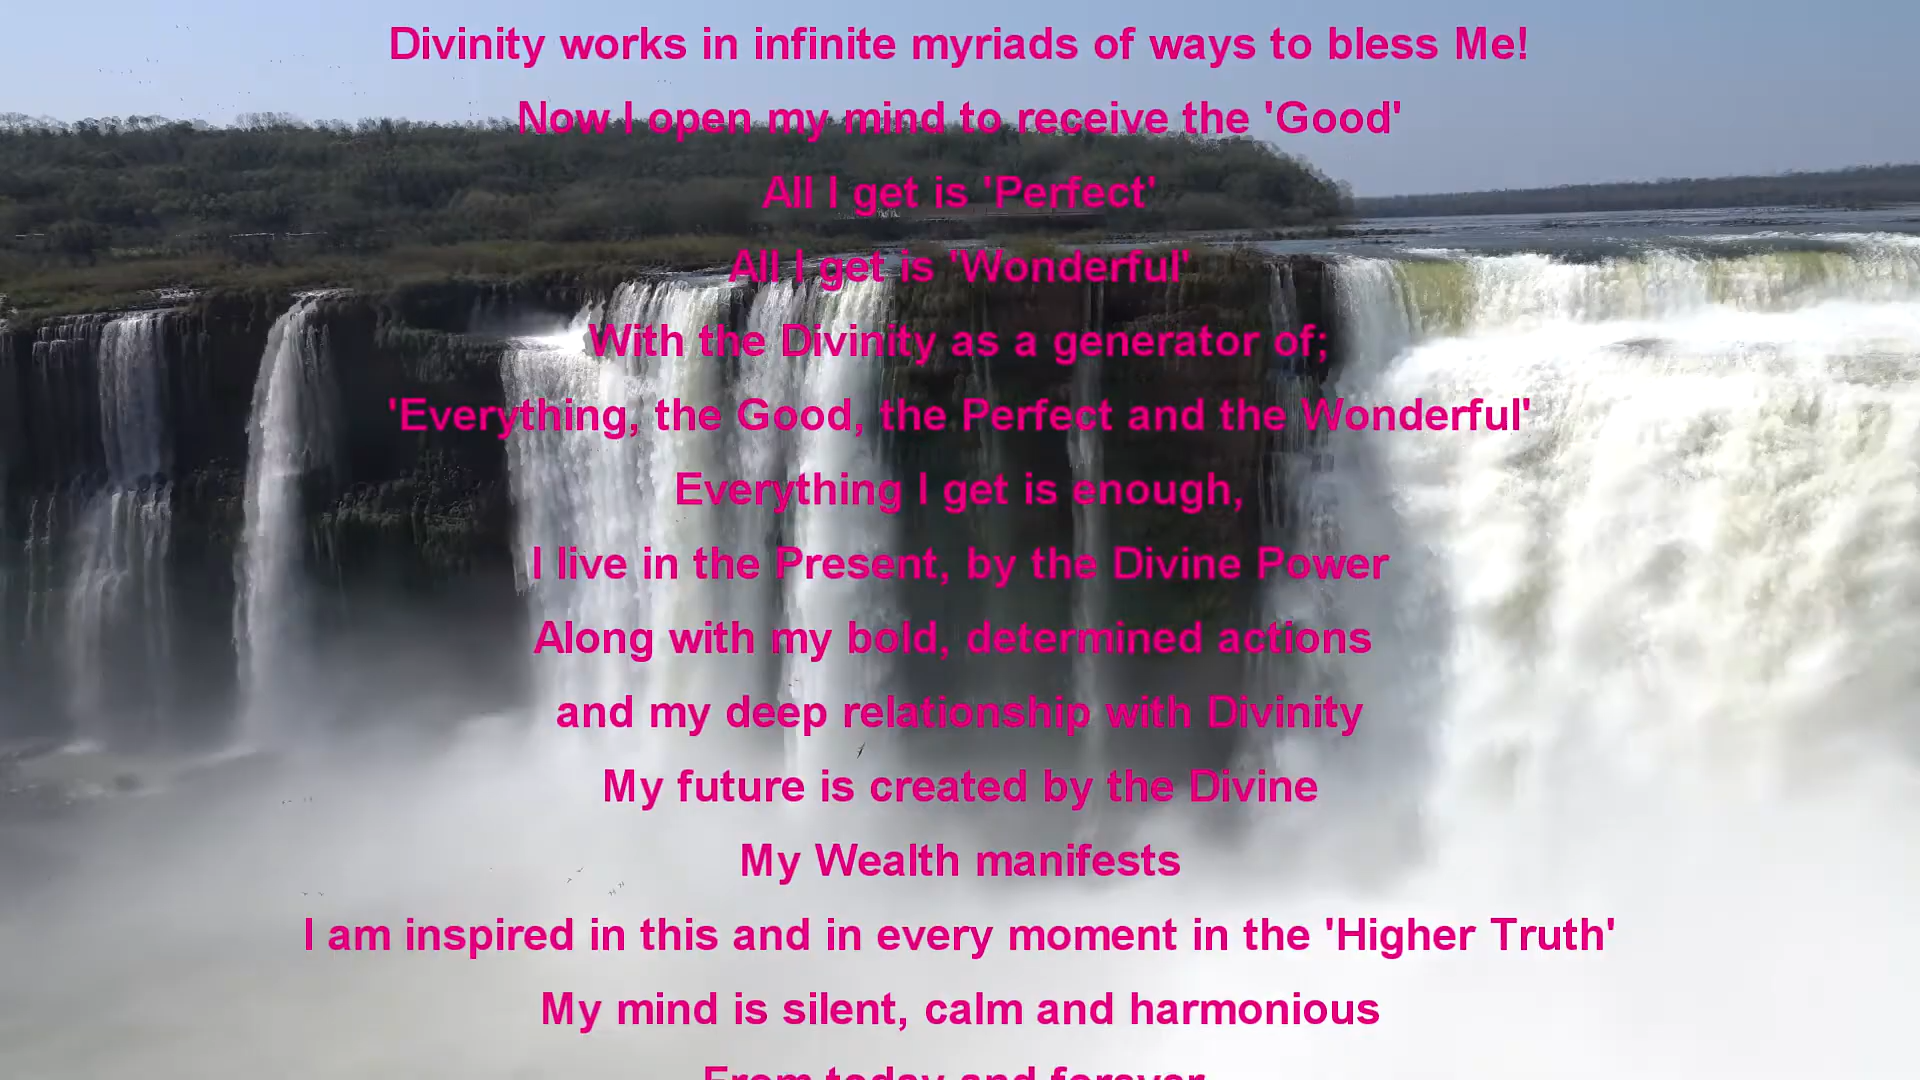 Divinity works in infinite myriads of ways to bless Me!
Now I open my mind to receive the 'Good'
All I get is 'Perfect'
All I get is 'Wonderful'
With the Divinity as a generator of;
'Everything, the Good, the Perfect and the Wonderful'
Everything I get is enough,
I live in the Present, by the Divine Power
Along with my bold, determined actions
and my deep relationship with Divinity
My future is created by the Divine
My Wealth manifests
I am inspired in this and in every moment in the 'Higher Truth'
My mind is silent, calm and harmonious
From today and forever